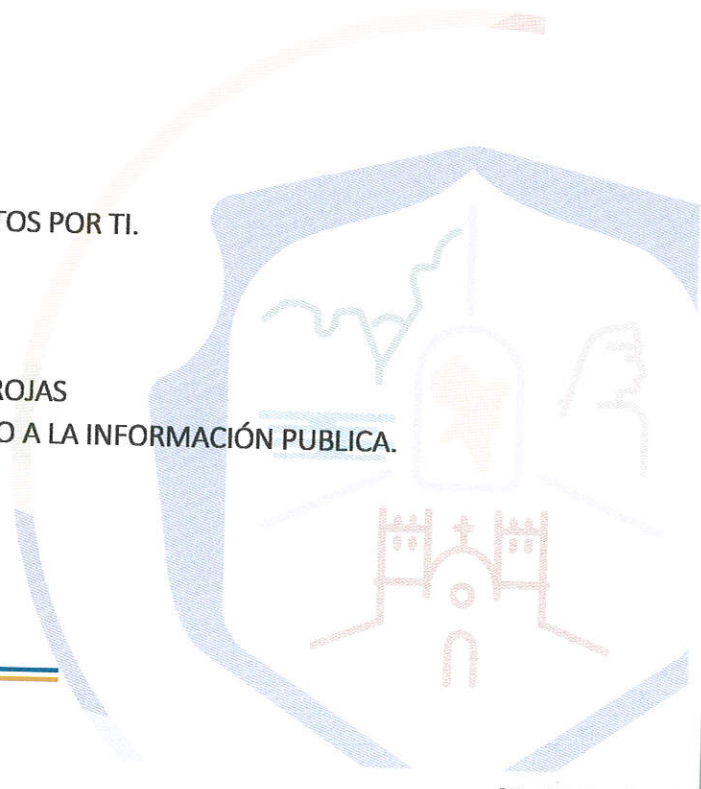 TOS POR TI.
ROJAS
O A LA INFORMACIÓN PUBLICA.